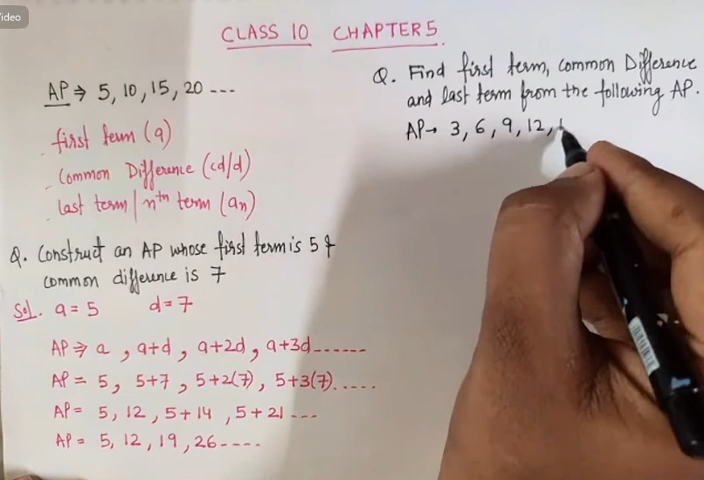 Video
CLASS 10 CHAPTER 5
AP ⇒ 5, 10, 15, 20 ----
first term (a)
Common Difference (cd/d)
last term / nth term (an)
Q. Construct an AP whose first term is 5 &
common difference is 7
Sol. a = 5 d = 7
AP ⇒ a , a+d , a+2d , a+3d ------
AP = 5, 5+7 , 5+2(7) , 5+3(7) .....
AP = 5, 12 , 5+14 , 5+21 ---
AP = 5, 12 , 19 , 26 ----
Q. Find first term, common Difference
and last term from the following AP.
AP → 3, 6, 9, 12,